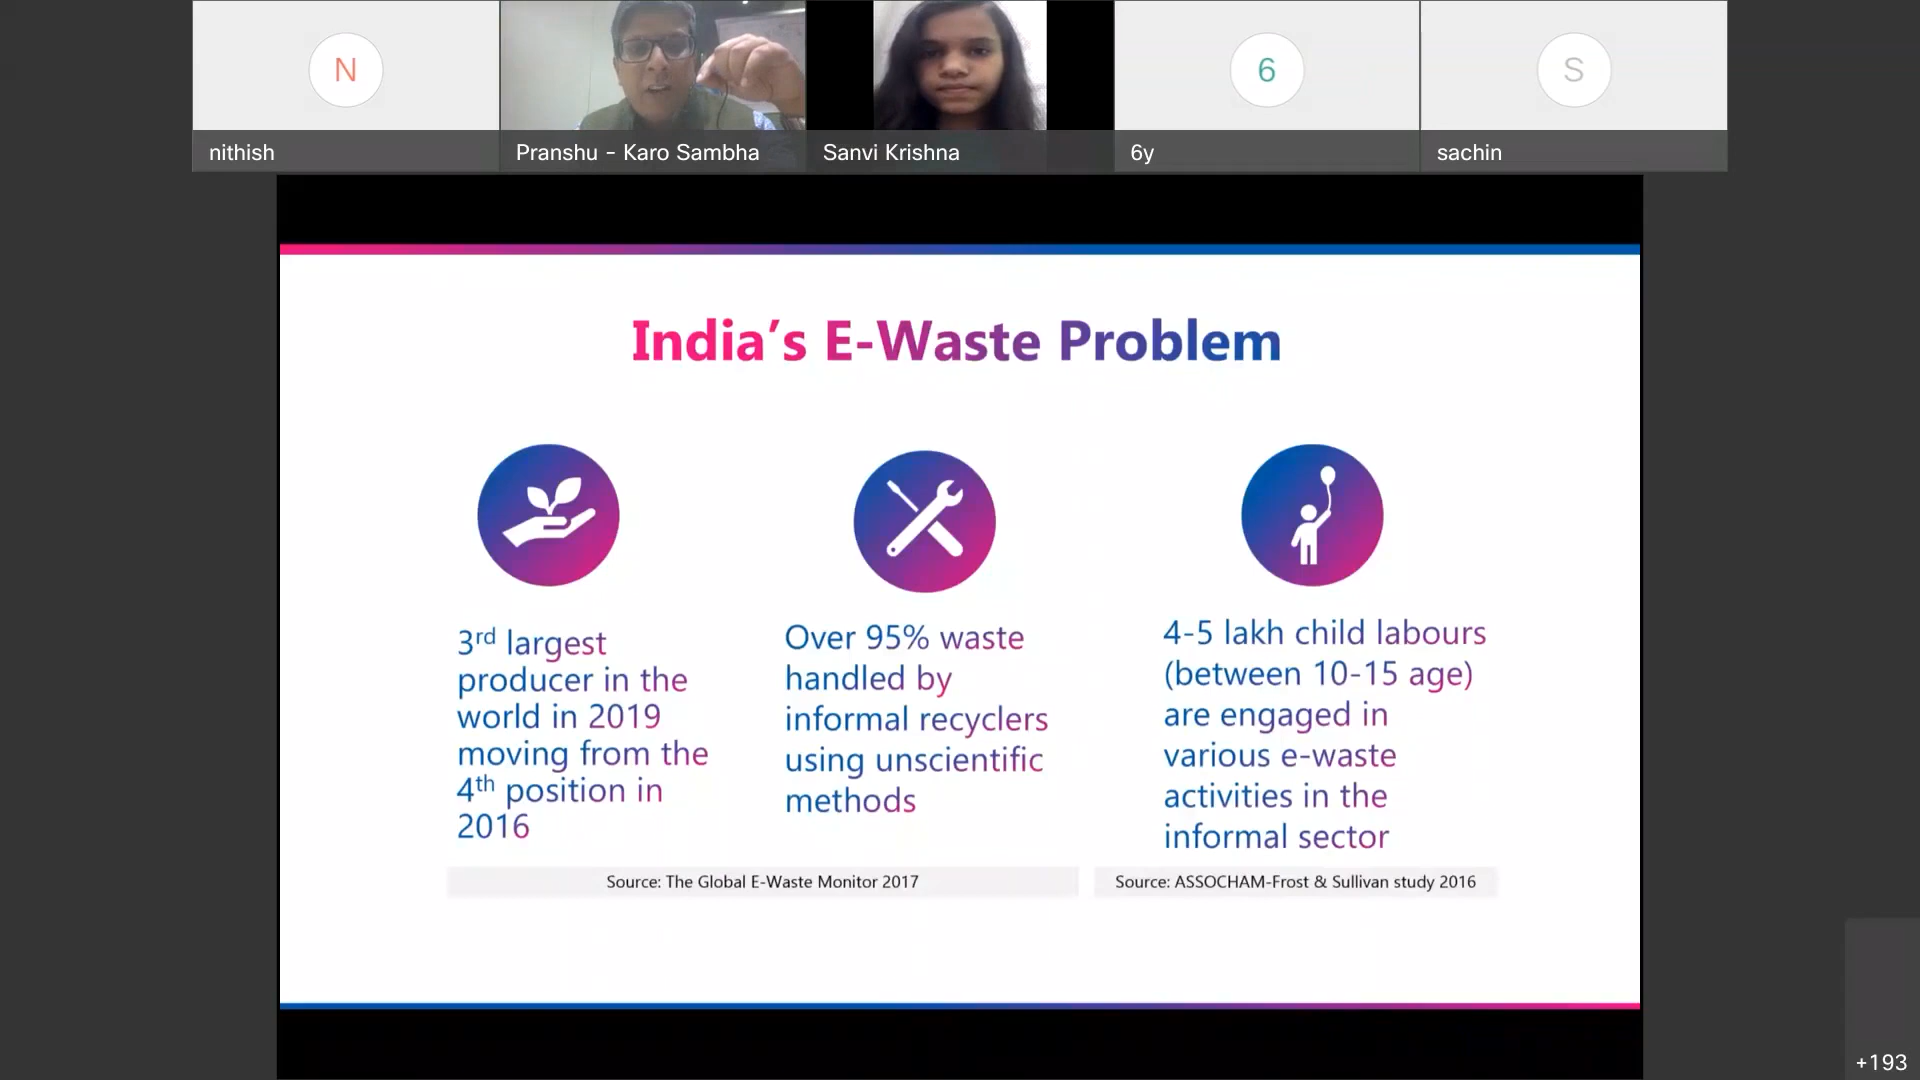 N
nithish
Pranshu - Karo Sambha
Sanvi Krishna
6
6y
S
sachin
India’s E-Waste Problem
3rd largest
producer in the
world in 2019
moving from the
4th position in
2016
Over 95% waste
handled by
informal recyclers
using unscientific
methods
4-5 lakh child labours
(between 10-15 age)
are engaged in
various e-waste
activities in the
informal sector
Source: The Global E-Waste Monitor 2017
Source: ASSOCHAM-Frost & Sullivan study 2016
+193